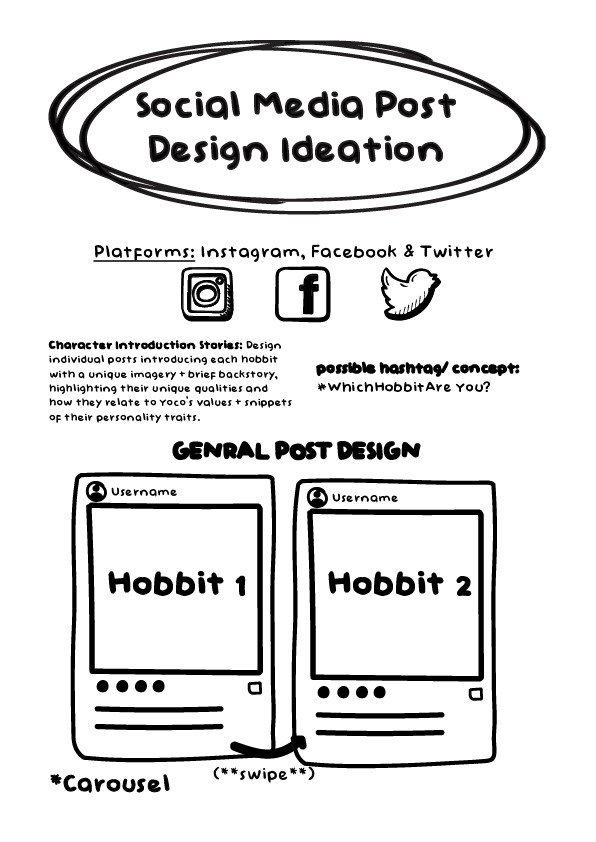 Social Media Post
Design Ideation
Platforms: Instagram, Facebook & Twitter
f
Character Introduction Stories: Design
individual posts introducing each hobbit
with a unique imagery + brief backstory,
highlighting their unique qualities and
how they relate to Yoco's values + snippets
of their personality traits.
possible hashtag/ concept:
#WhichHobbitAre You?
GENRAL POST DESIGN
Username
Hobbit 1
Username
Hobbit 2
(**swipe**)
*Carousel